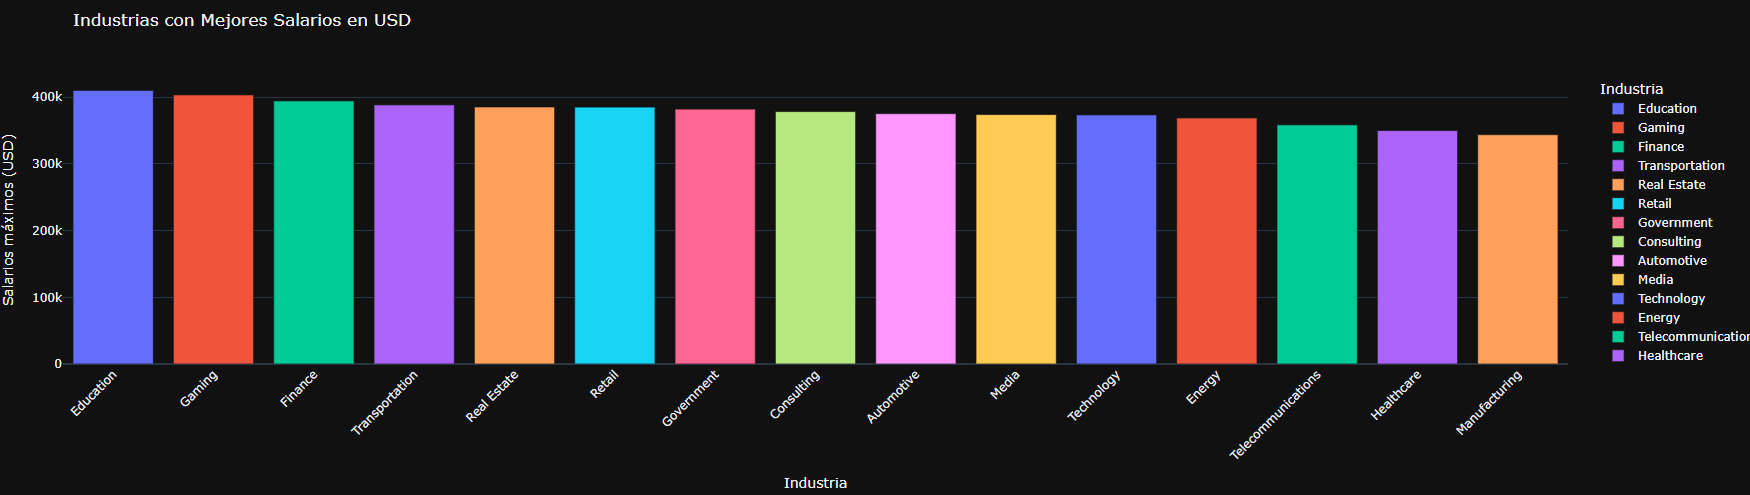 Industrias con Mejores Salarios en USD
Salarios máximos (USD)
400k
300k
200k
100k
0
Education
Gaming
Finance
Transportation
Real Estate
Retail
Government
Consulting
Automotive
Media
Technology
Energy
Telecommunications
Healthcare
Manufacturing
Industria
Industria
Education
Gaming
Finance
Transportation
Real Estate
Retail
Government
Consulting
Automotive
Media
Technology
Energy
Telecommunication
Healthcare